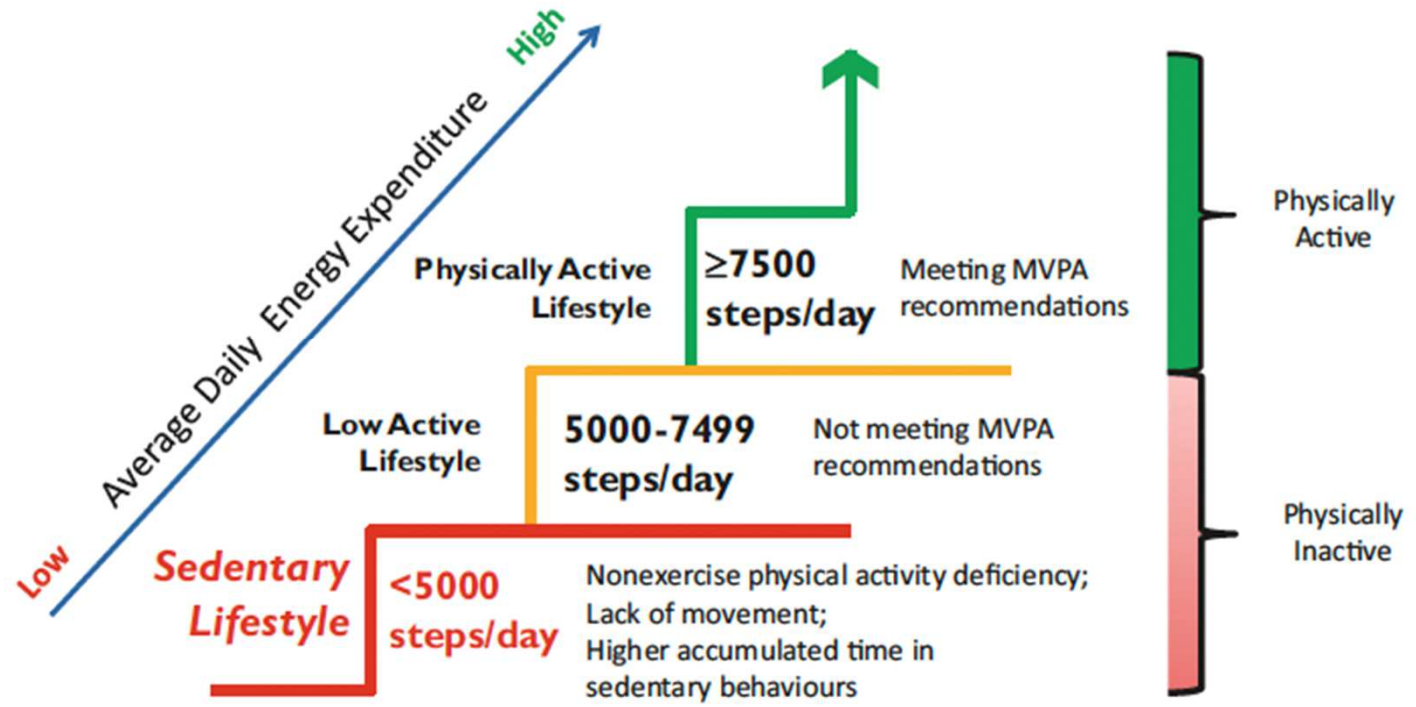 High
Average Daily Energy Expenditure
Low
Physically Active
Lifestyle
≥7500
steps/day
Meeting MVPA
recommendations
Physically
Active
Low Active
Lifestyle
5000-7499
steps/day
Not meeting MVPA
recommendations
Sedentary
Lifestyle
<5000
steps/day
Nonexercise physical activity deficiency;
Lack of movement;
Higher accumulated time in
sedentary behaviours
Physically
Inactive